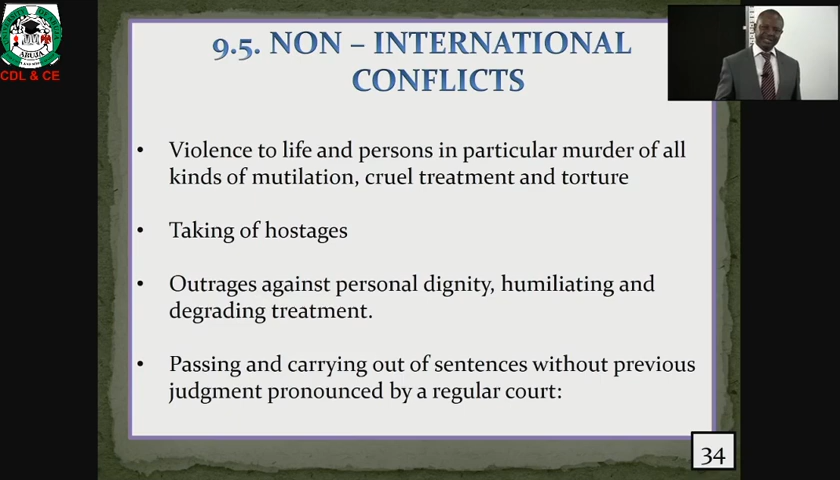 CDL & CE
ABUJA
9.5. NON – INTERNATIONAL
CONFLICTS
• Violence to life and persons in particular murder of all
kinds of mutilation, cruel treatment and torture
• Taking of hostages
• Outrages against personal dignity, humiliating and
degrading treatment.
• Passing and carrying out of sentences without previous
judgment pronounced by a regular court:
34